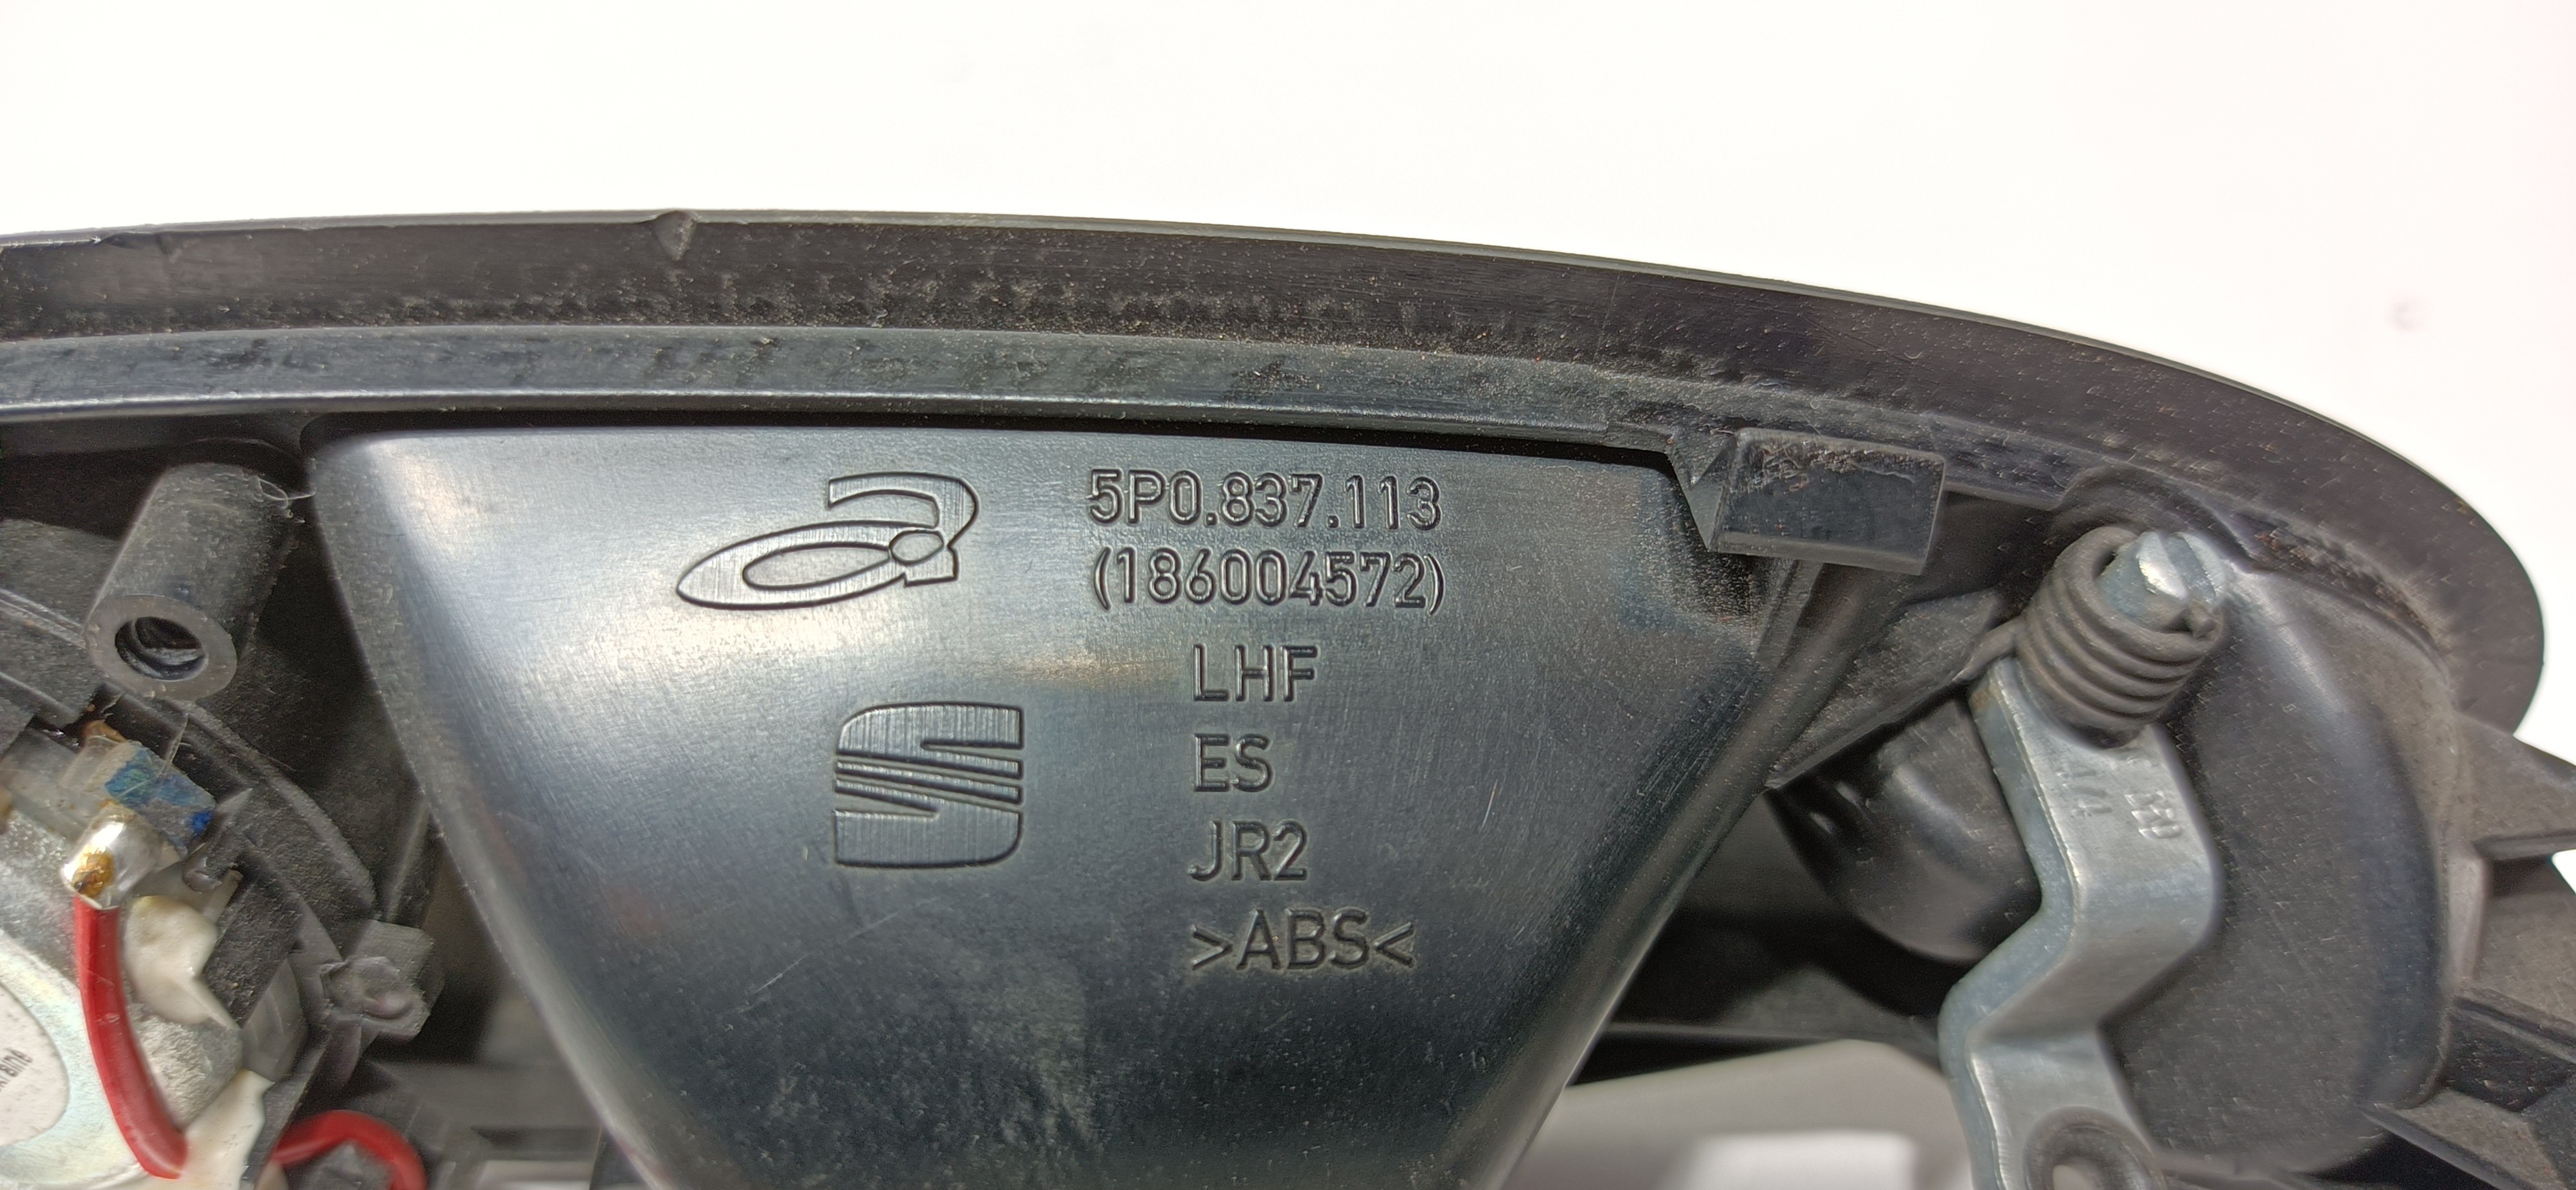 5P0.837.113
(186004572)
LHF
ES
JR2
>ABS<